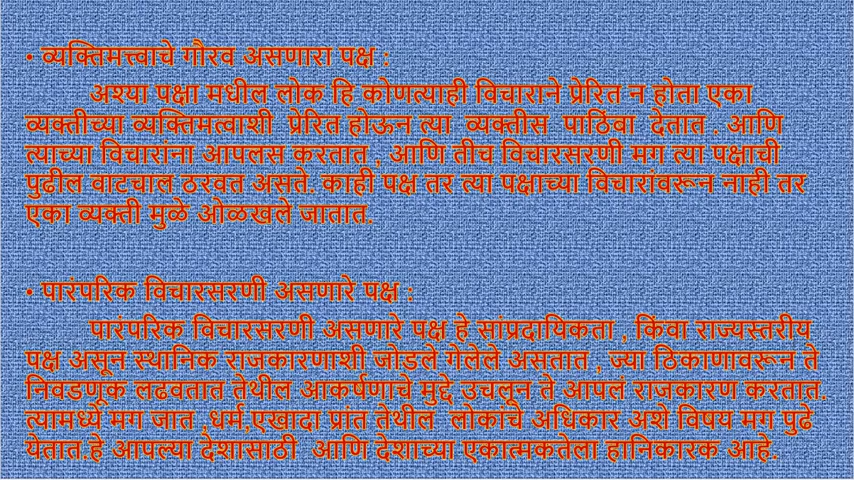 • व्यक्तिमत्त्वाचे गौरव असणारा पक्ष :
अश्या पक्षा मधील लोक हि कोणत्याही विचाराने प्रेरित न होता एका
व्यक्तीच्या व्यक्तिमत्वाशी प्रेरित होऊन त्या व्यक्तीस पाठिंवा देतात . आणि
त्याच्या विचारांना आपलस करतात , आणि तीच विचारसरणी मग त्या पक्षाची
पुढील वाटचाल ठरवत असते. काही पक्ष तर त्या पक्षाच्या विचारांवरून नाही तर
एका व्यक्ती मुळे ओळखले जातात.
• पारंपरिक विचारसरणी असणारे पक्ष :
पारंपरिक विचारसरणी असणारे पक्ष हे सांप्रदायिकता , किंवा राज्यस्तरीय
पक्ष असून स्थानिक राजकारणाशी जोडले गेलेले असतात , ज्या ठिकाणावरून ते
निवडणूक लढवतात तेथील आकर्षणाचे मुद्दे उचलून ते आपलं राजकारण करतात.
त्यामध्ये मग जात ,धर्म,एखादा प्रांत तेथील लोकांचे अधिकार अशे विषय मग पुढे
येतात.हे आपल्या देशासाठी आणि देशाच्या एकात्मकतेला हानिकारक आहे.